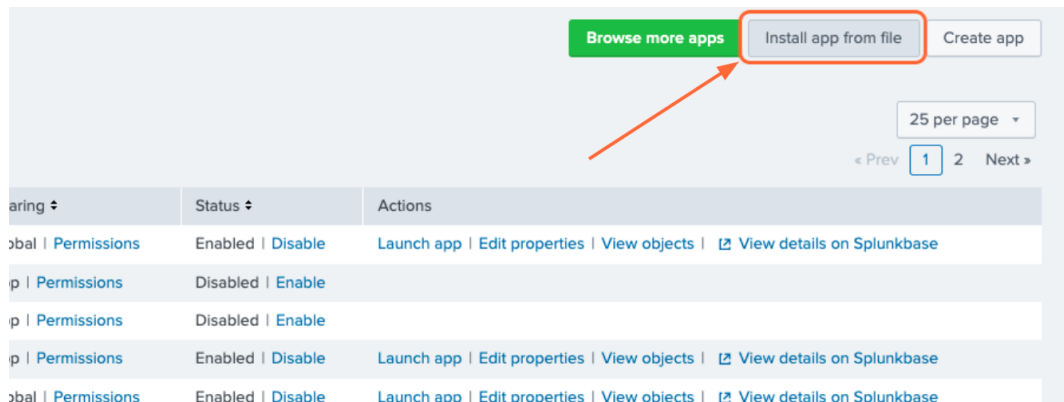 Browse more apps Install app from file Create app
25 per page
« Prev 1 2 Next »
Status Actions
Permissions Enabled | Disable Launch app | Edit properties | View objects | View details on Splunkbase
Permissions Disabled | Enable
Permissions Disabled | Enable
Permissions Enabled | Disable Launch app | Edit properties | View objects | View details on Splunkbase
Permissions Enabled | Disable Launch app | Edit properties | View objects | View details on Splunkbase